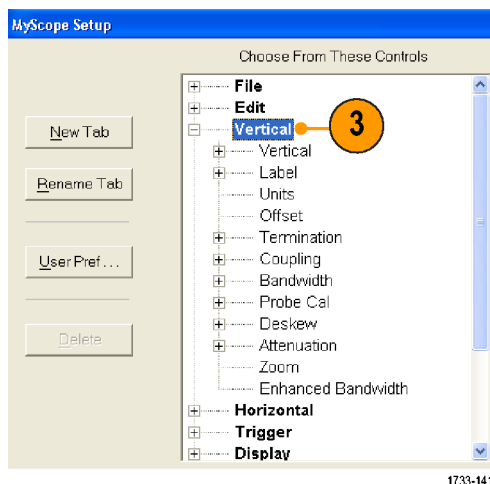 MyScope Setup
Choose From These Controls
New Tab
Rename Tab
User Pref . . .
Delete
File
Edit
Vertical
3
Vertical
Label
Units
Offset
Termination
Coupling
Bandwidth
Probe Cal
Deskew
Attenuation
Zoom
Enhanced Bandwidth
Horizontal
Trigger
Display